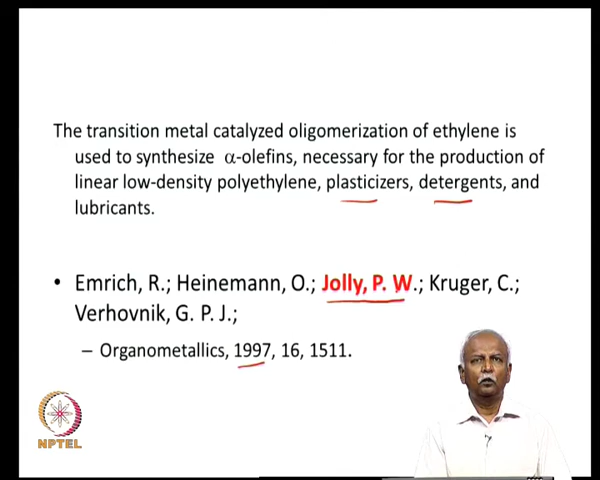 The transition metal catalyzed oligomerization of ethylene is
used to synthesize α-olefins, necessary for the production of
linear low-density polyethylene, plasticizers, detergents, and
lubricants.
• Emrich, R.; Heinemann, O.; Jolly, P. W.; Kruger, C.;
Verhovnik, G. P. J.;
– Organometallics, 1997, 16, 1511.
NPTEL